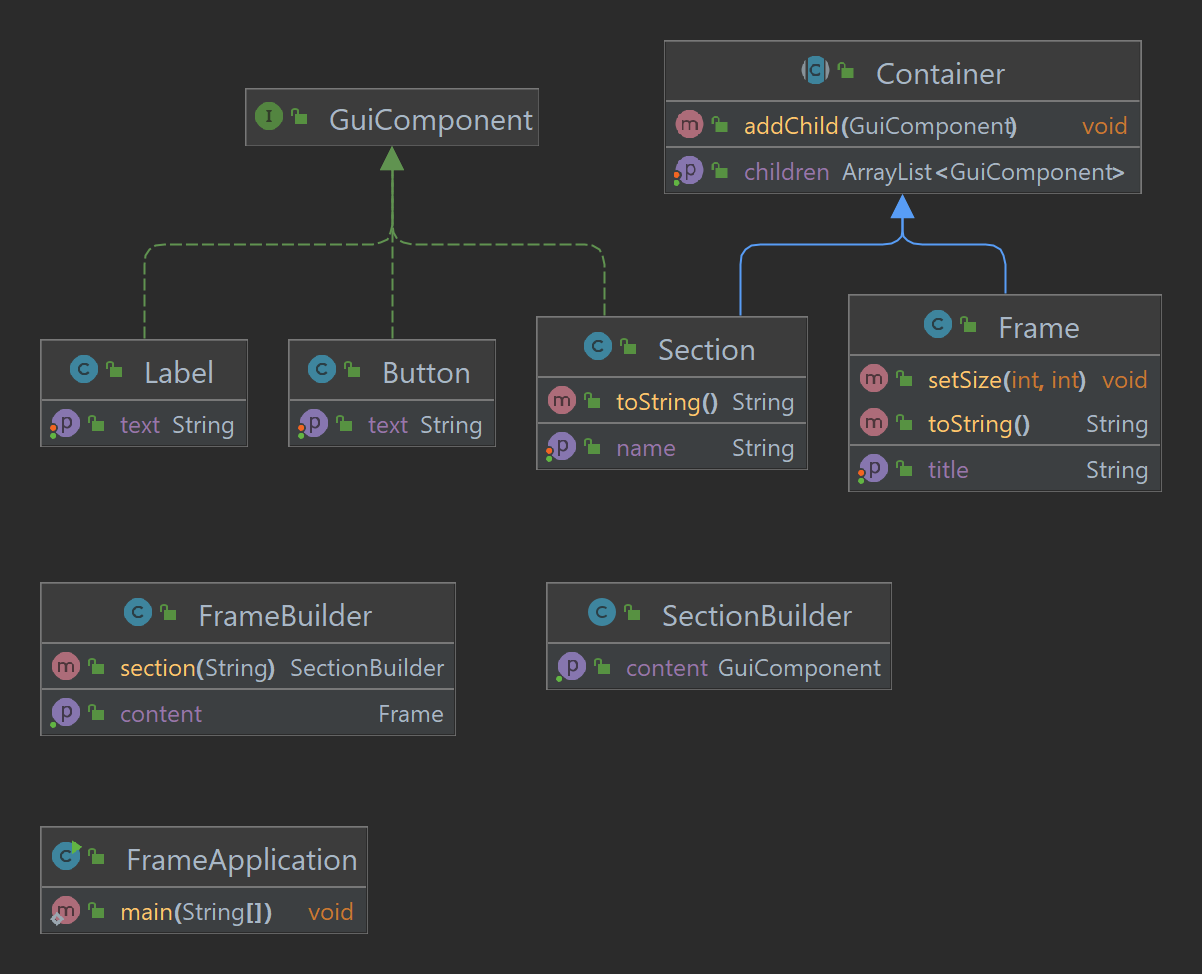 GuiComponent
Container
addChild(GuiComponent) void
children ArrayList<GuiComponent>
Label
text String
Button
text String
Section
toString() String
name String
Frame
setSize(int, int) void
toString() String
title String
FrameBuilder
section(String) SectionBuilder
content Frame
SectionBuilder
content GuiComponent
FrameApplication
main(String[]) void